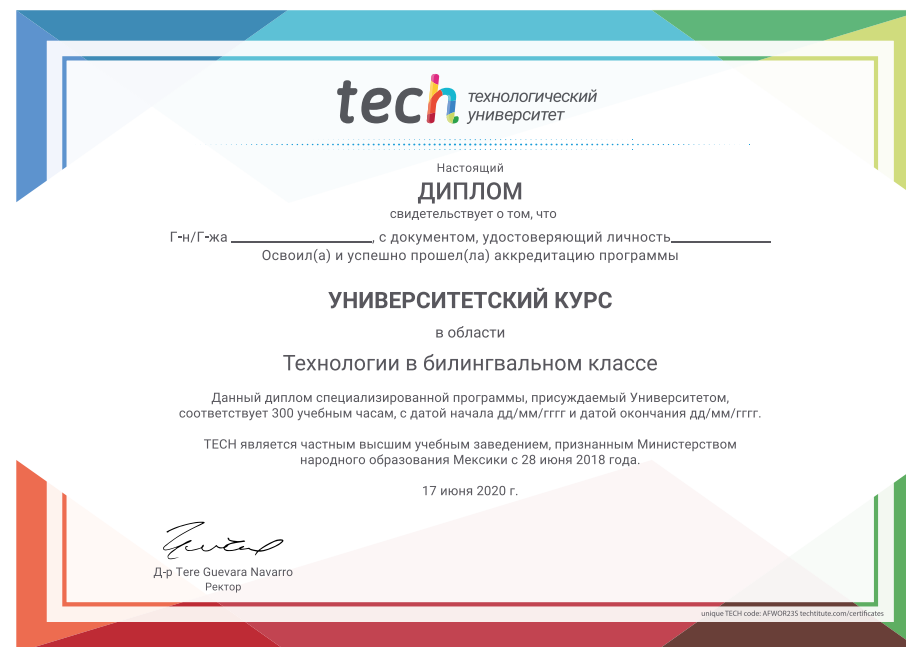 tech технологический университет
Настоящий
ДИПЛОМ
свидетельствует о том, что
Г-н/Г-жа , с документом, удостоверяющий личность
Освоил(а) и успешно прошел(ла) аккредитацию программы
УНИВЕРСИТЕТСКИЙ КУРС
в области
Технологии в билингвальном классе
Данный диплом специализированной программы, присуждаемый Университетом,
соответствует 300 учебным часам, с датой начала дд/мм/гггг и датой окончания дд/мм/гггг.
TECH является частным высшим учебным заведением, признанным Министерством
народного образования Мексики с 28 июня 2018 года.
17 июня 2020 г.
Д-р Tere Guevara Navarro
Ректор
unique TECH code: AFWOR23S techtitute.com/certificates